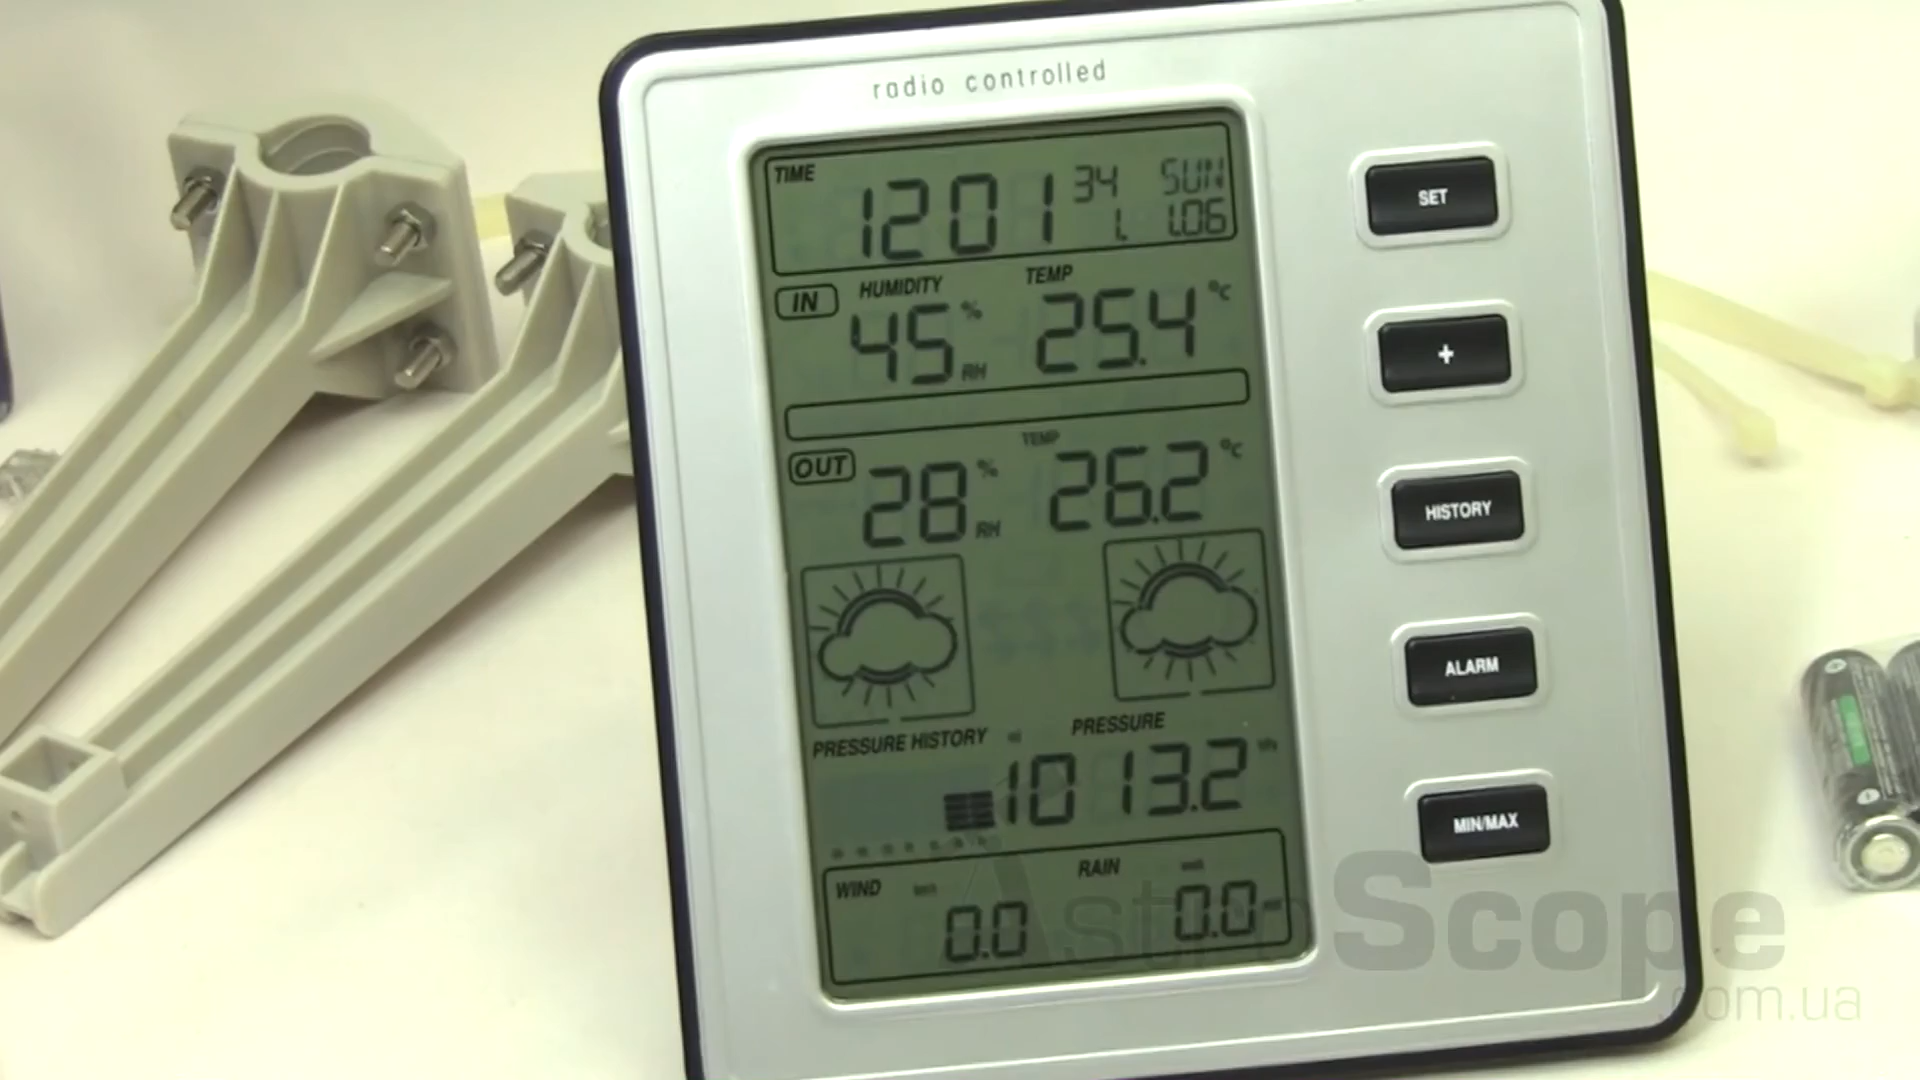 radio controlled
TIME
1201 34 SUN
1. 1.06
IN HUMIDITY TEMP
45 % RH 25.4 °C
TEMP
OUT 28 % RH 26.2 °C
PRESSURE HISTORY PRESSURE
1013.2
WIND RAIN
0.0 0.0
SET
+
HISTORY
ALARM
MIN/MAX
AstroScope
.com.ua